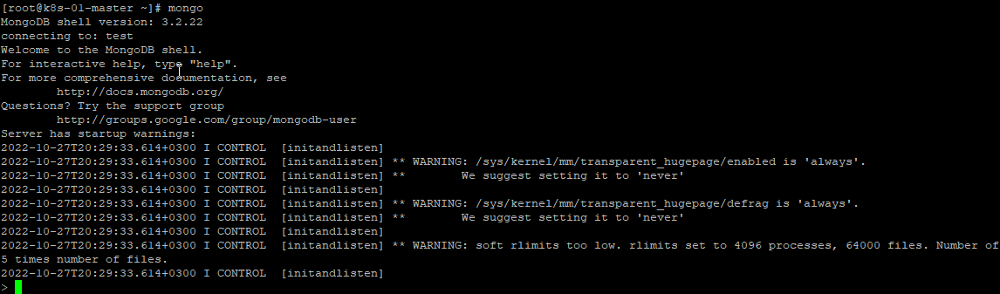 [root@k8s-01-master ~]# mongo
MongoDB shell version: 3.2.22
connecting to: test
Welcome to the MongoDB shell.
For interactive help, type "help".
For more comprehensive documentation, see
        http://docs.mongodb.org/
Questions? Try the support group
        http://groups.google.com/group/mongodb-user
Server has startup warnings:
2022-10-27T20:29:33.614+0300 I CONTROL  [initandlisten]
2022-10-27T20:29:33.614+0300 I CONTROL  [initandlisten] ** WARNING: /sys/kernel/mm/transparent_hugepage/enabled is 'always'.
2022-10-27T20:29:33.614+0300 I CONTROL  [initandlisten] **        We suggest setting it to 'never'
2022-10-27T20:29:33.614+0300 I CONTROL  [initandlisten]
2022-10-27T20:29:33.614+0300 I CONTROL  [initandlisten] ** WARNING: /sys/kernel/mm/transparent_hugepage/defrag is 'always'.
2022-10-27T20:29:33.614+0300 I CONTROL  [initandlisten] **        We suggest setting it to 'never'
2022-10-27T20:29:33.614+0300 I CONTROL  [initandlisten]
2022-10-27T20:29:33.614+0300 I CONTROL  [initandlisten] ** WARNING: soft rlimits too low. rlimits set to 4096 processes, 64000 files. Number of
5 times number of files.
2022-10-27T20:29:33.614+0300 I CONTROL  [initandlisten]
>